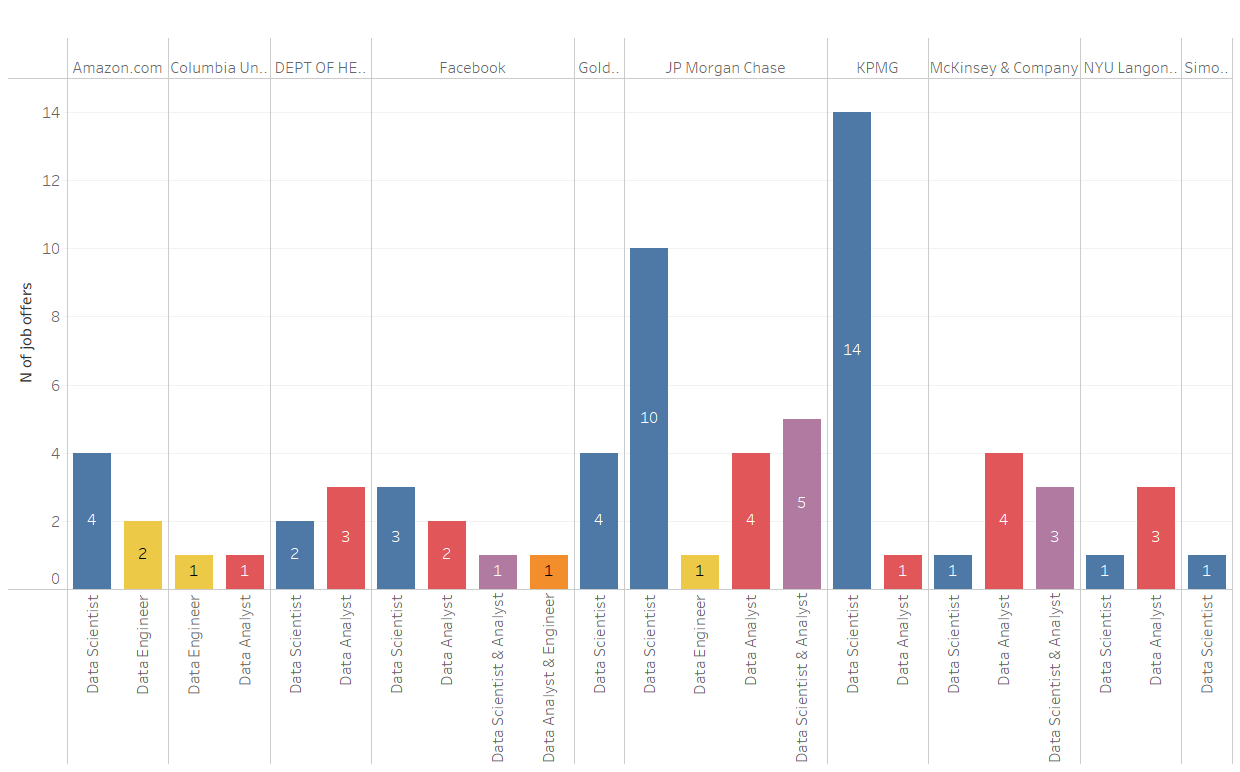 Amazon.com Columbia Un.. DEPT OF HE.. Facebook Gold.. JP Morgan Chase KPMG McKinsey & Company NYU Langon.. Simo..
N of job offers
14
12
10
8
6
4
2
0
4 2 1 1 2 3 3 2 1 1 4 10 1 4 5 14 1 1 4 3 1 3 1
Data Scientist
Data Engineer
Data Engineer
Data Analyst
Data Scientist
Data Analyst
Data Scientist
Data Analyst
Data Scientist & Analyst
Data Analyst & Engineer
Data Scientist
Data Scientist
Data Engineer
Data Analyst
Data Scientist & Analyst
Data Scientist
Data Analyst
Data Scientist
Data Analyst
Data Scientist & Analyst
Data Scientist
Data Analyst
Data Scientist